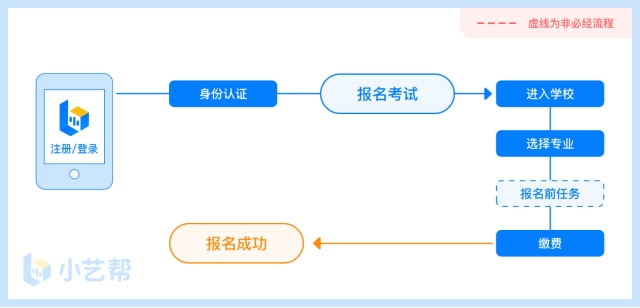 虚线为非必经流程
注册/登录
身份认证
报名考试
进入学校
选择专业
报名前任务
缴费
报名成功
小艺帮